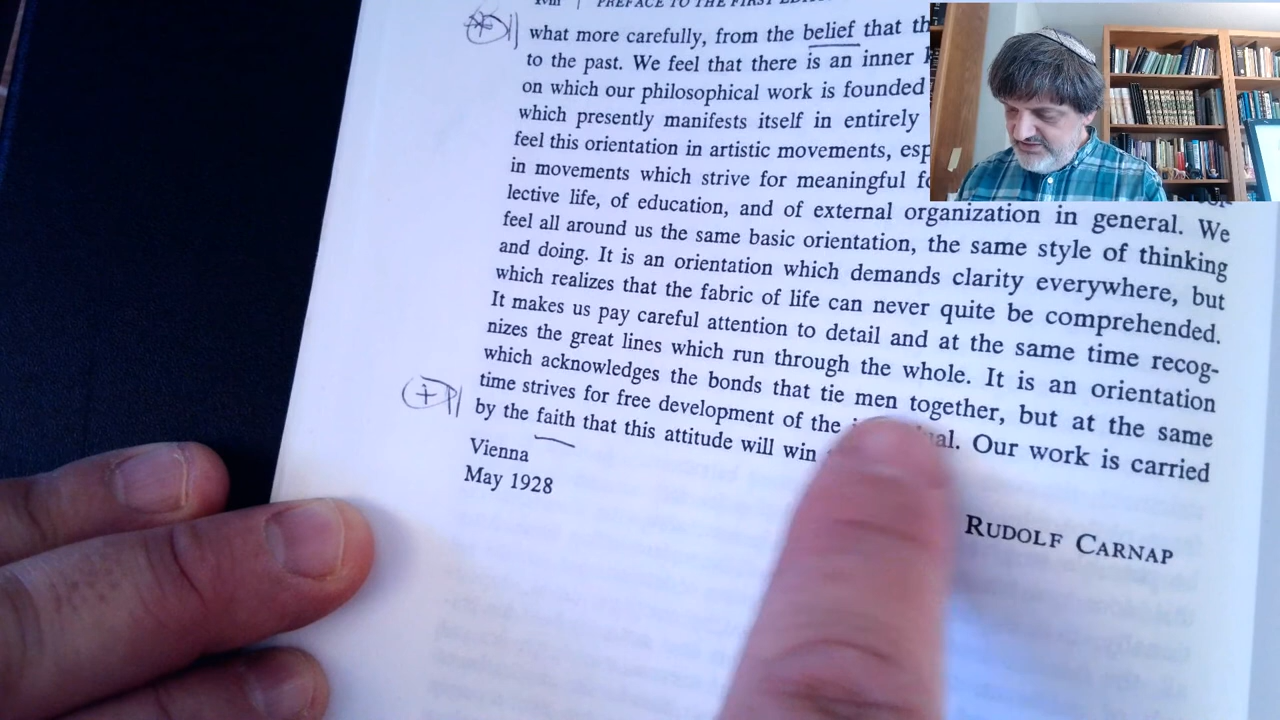 PREFACE TO THE FIRST
what more carefully, from the belief that
to the past. We feel that there is an inner
on which our philosophical work is founded
which presently manifests itself in entirely
feel this orientation in artistic movements,
in movements which strive for meaningful
lective life, of education, and of external organization in general. We
feel all around us the same basic orientation, the same style of thinking
and doing. It is an orientation which demands clarity everywhere, but
which realizes that the fabric of life can never quite be comprehended.
It makes us pay careful attention to detail and at the same time recog-
nizes the great lines which run through the whole. It is an orientation
which acknowledges the bonds that tie men together, but at the same
time strives for free development of the Our work is carried
by the faith that this attitude will win
Vienna
May 1928
RUDOLF CARNAP